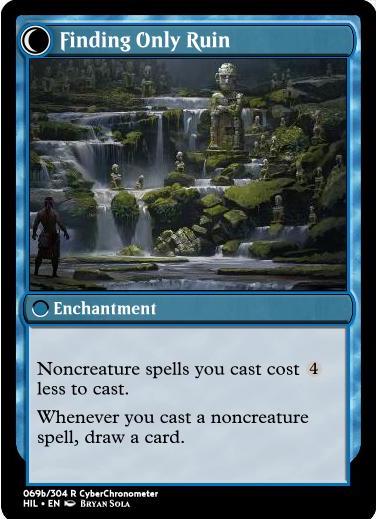 Finding Only Ruin
Enchantment
Noncreature spells you cast cost 4
less to cast.
Whenever you cast a noncreature
spell, draw a card.
069b/304 R CyberChronometer
HIL • EN Bryan Sola